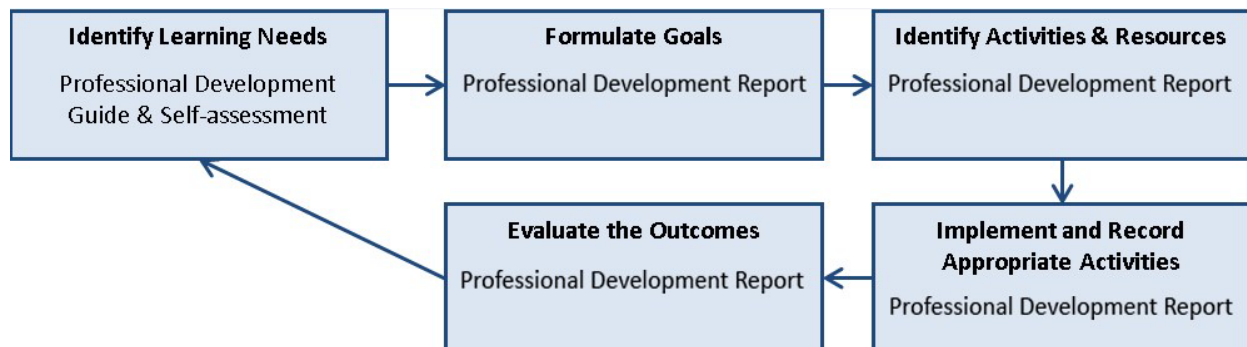 Identify Learning Needs
Professional Development
Guide & Self-assessment
Formulate Goals
Professional Development Report
Identify Activities & Resources
Professional Development Report
Implement and Record
Appropriate Activities
Professional Development Report
Evaluate the Outcomes
Professional Development Report